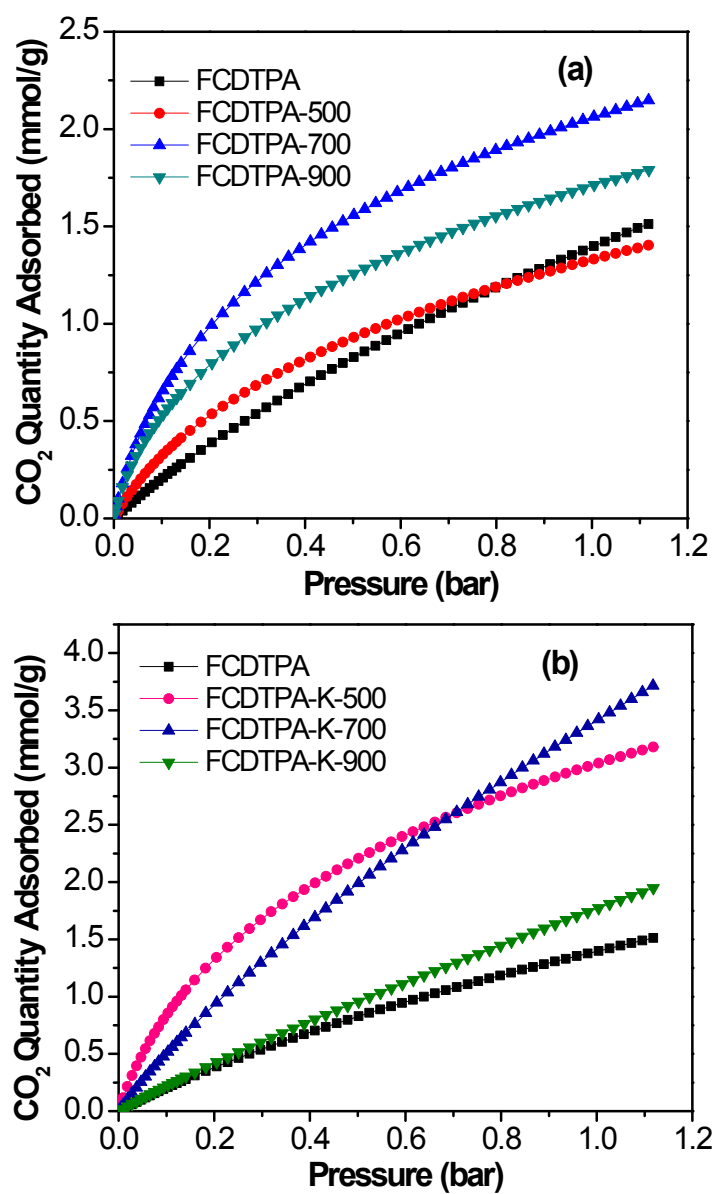 (a)
FCDTPA
FCDTPA-500
FCDTPA-700
FCDTPA-900
CO₂ Quantity Adsorbed (mmol/g)
2.5
2.0
1.5
1.0
0.5
0.0
0.0 0.2 0.4 0.6 0.8 1.0 1.2
Pressure (bar)
(b)
FCDTPA
FCDTPA-K-500
FCDTPA-K-700
FCDTPA-K-900
CO₂ Quantity Adsorbed (mmol/g)
4.0
3.5
3.0
2.5
2.0
1.5
1.0
0.5
0.0
0.0 0.2 0.4 0.6 0.8 1.0 1.2
Pressure (bar)